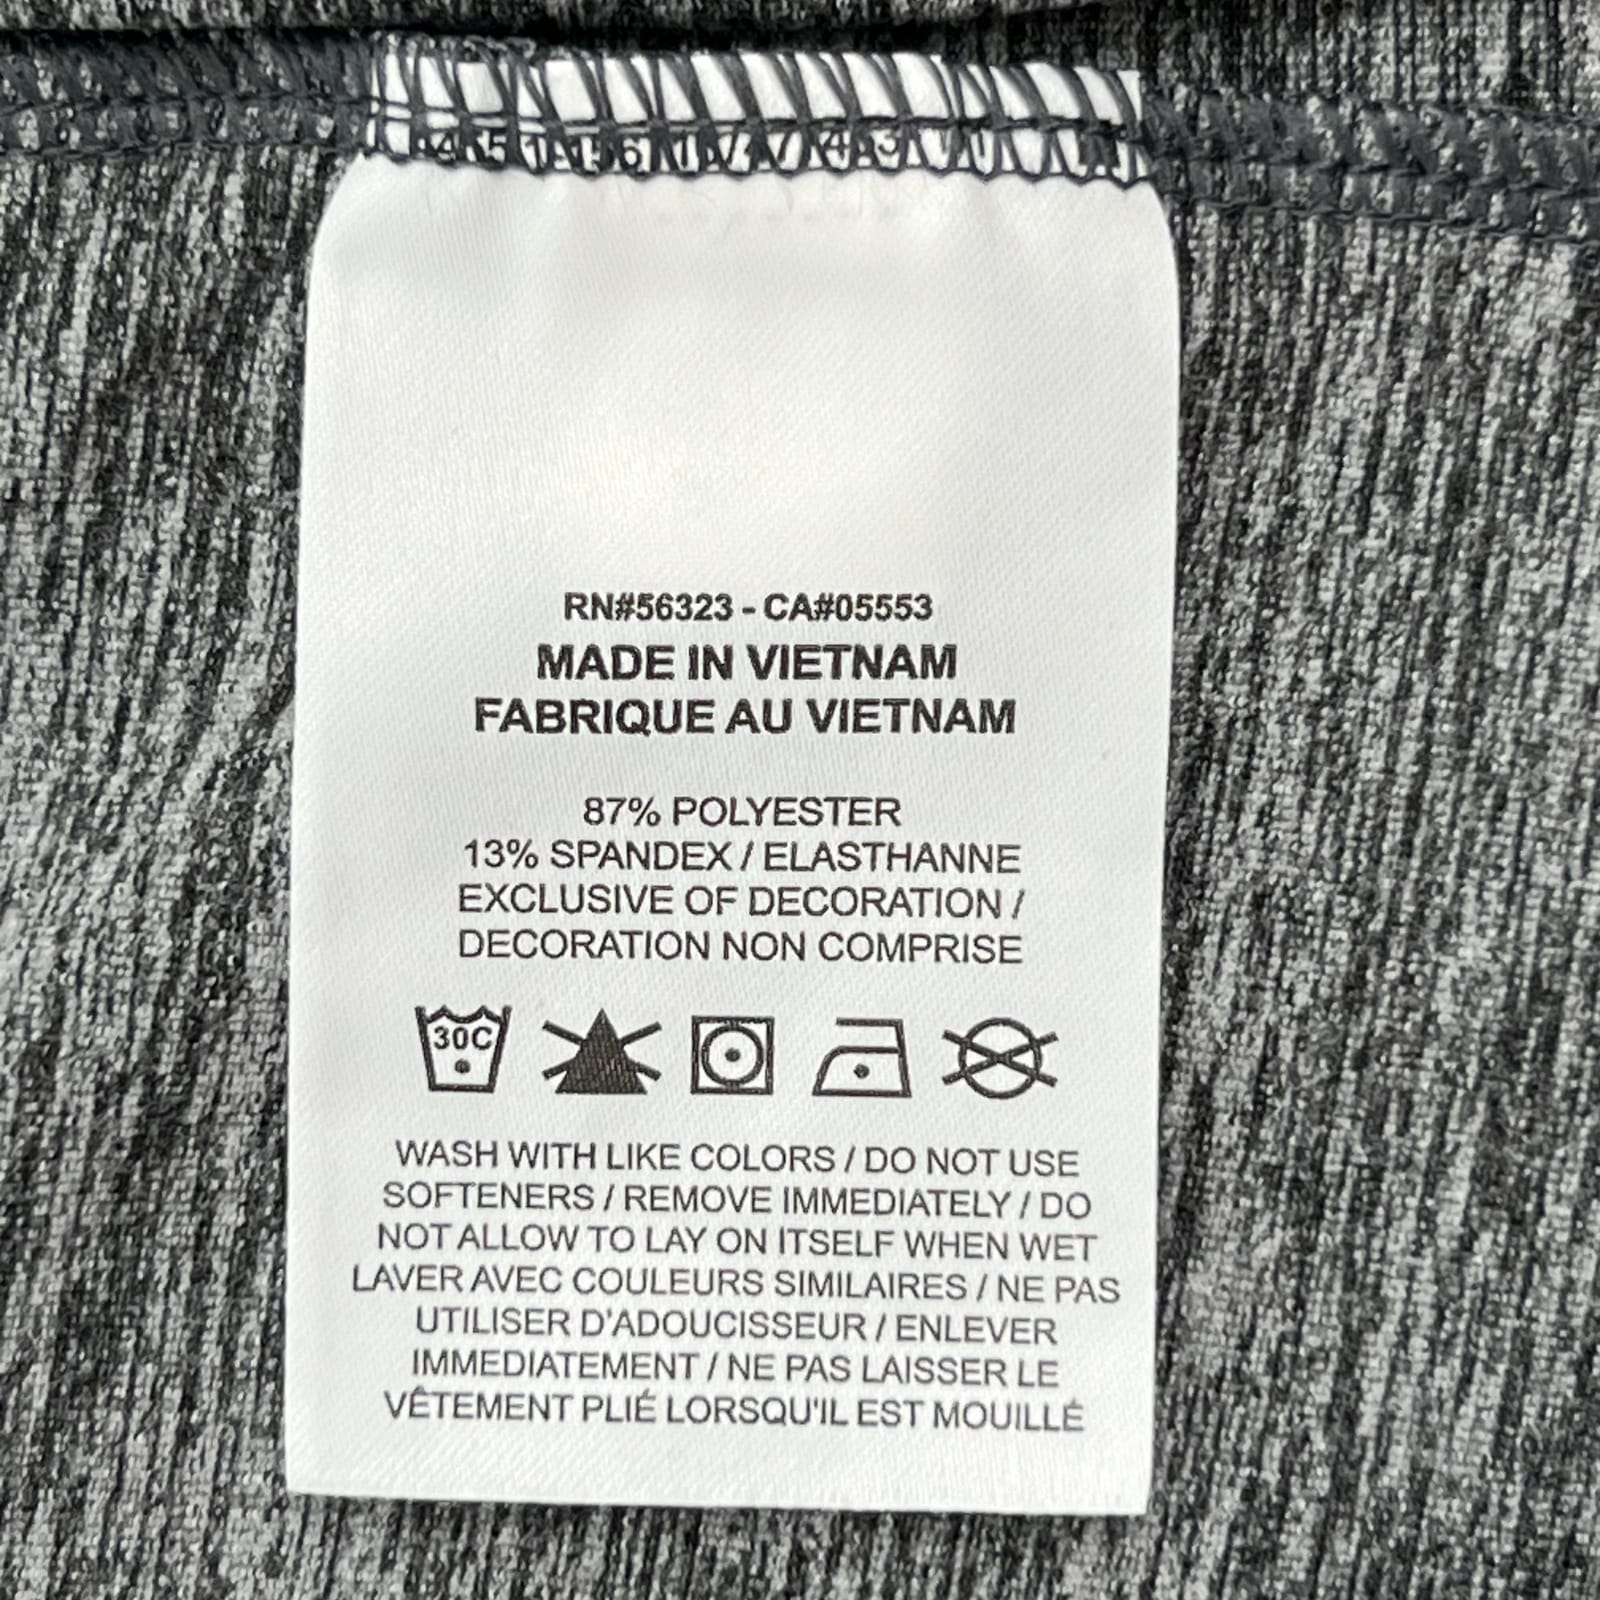 RN#56323 - CA#05553
MADE IN VIETNAM
FABRIQUE AU VIETNAM
87% POLYESTER
13% SPANDEX / ELASTHANNE
EXCLUSIVE OF DECORATION /
DECORATION NON COMPRISE
30C
WASH WITH LIKE COLORS / DO NOT USE
SOFTENERS / REMOVE IMMEDIATELY / DO
NOT ALLOW TO LAY ON ITSELF WHEN WET
LAVER AVEC COULEURS SIMILAIRES / NE PAS
UTILISER D'ADOUCISSEUR / ENLEVER
IMMEDIATEMENT / NE PAS LAISSER LE
VÊTEMENT PLIÉ LORSQU'IL EST MOUILLÉ